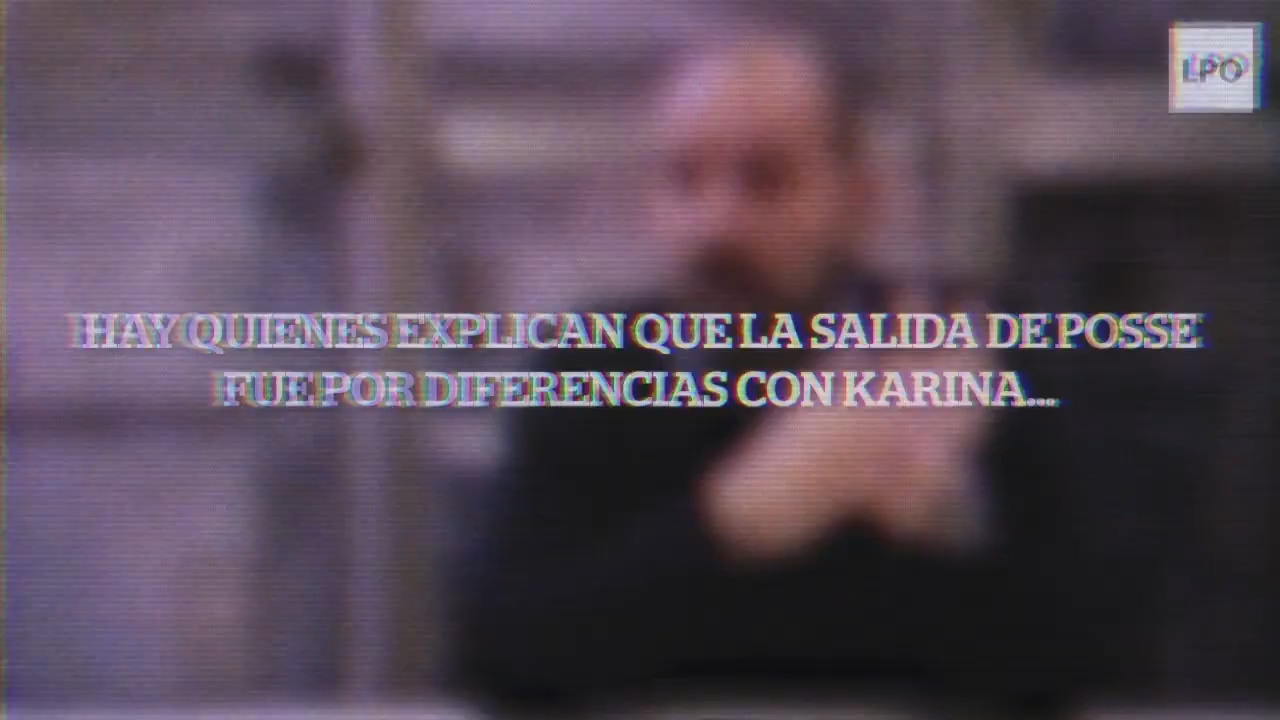 LPO
HAY QUIENES EXPLICAN QUE LA SALIDA DE POSSE
FUE POR DIFERENCIAS CON KARINA...